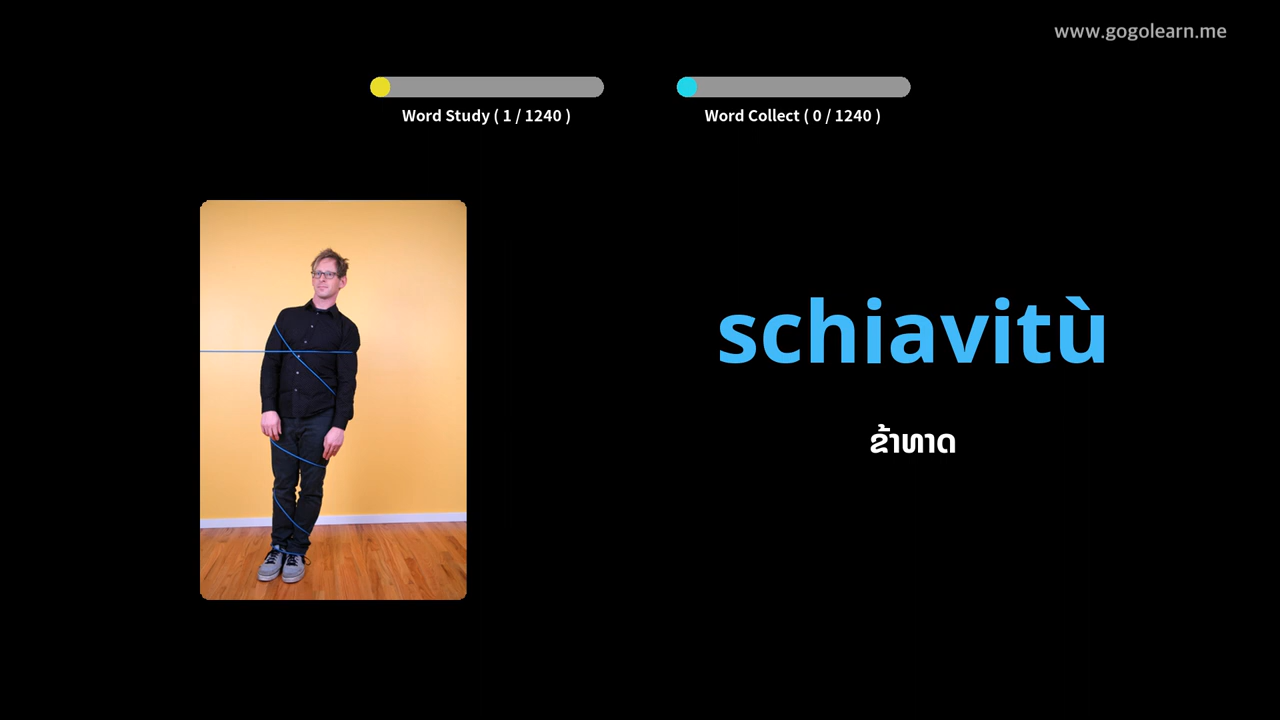 www.gogolearn.me
Word Study ( 1 / 1240 )
Word Collect ( 0 / 1240 )
schiavitù
ຂ້າທາດ